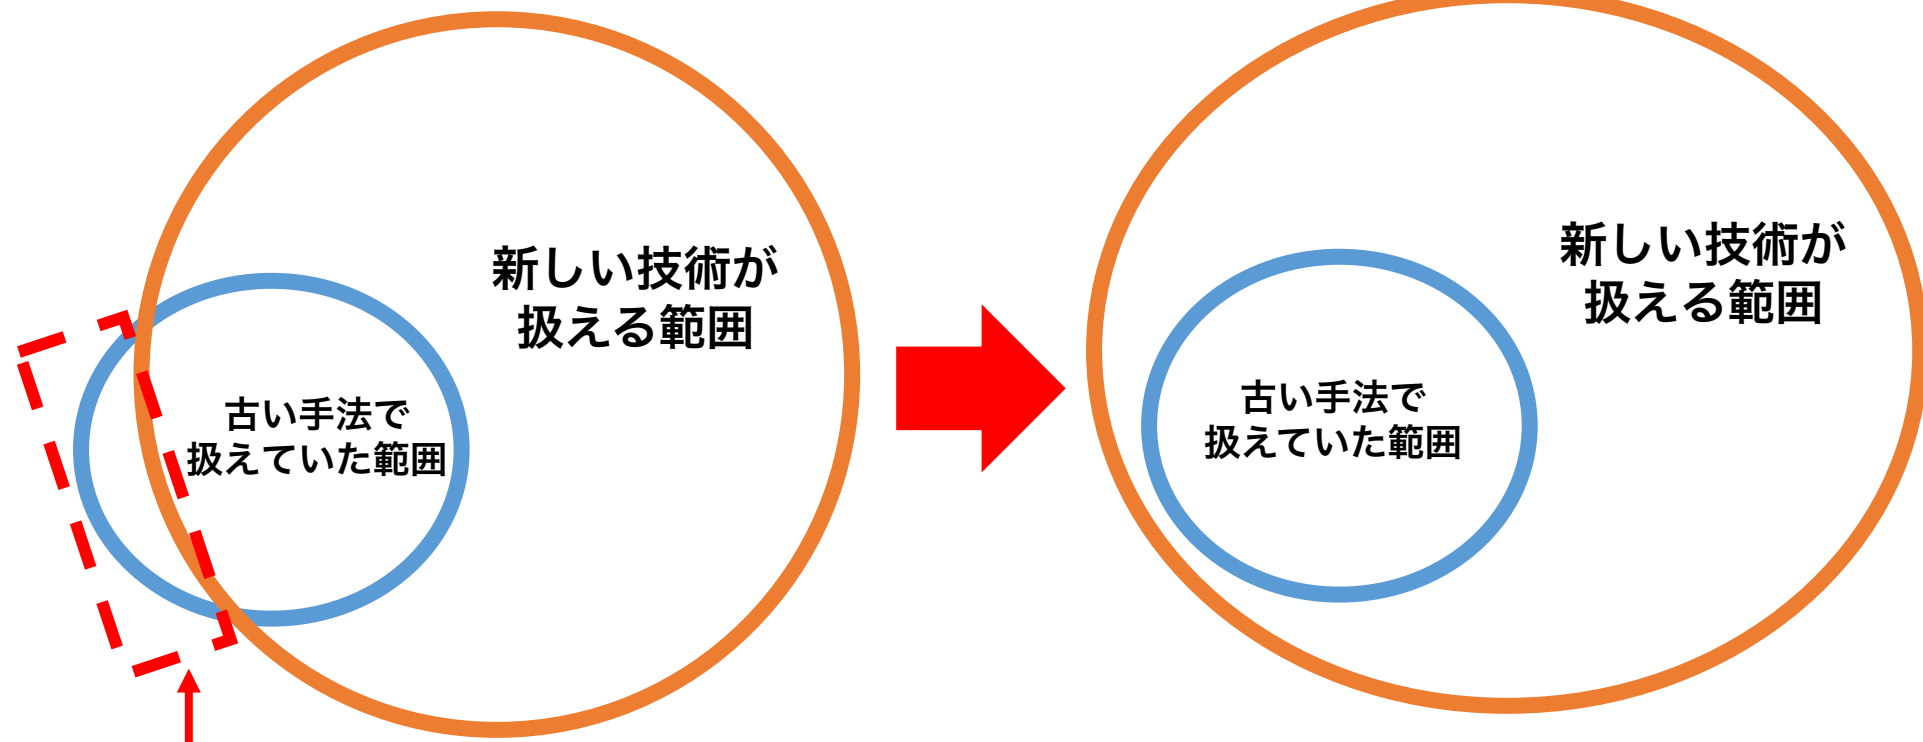 新しい技術が
扱える範囲
古い手法で
扱えていた範囲
新しい技術が
扱える範囲
古い手法で
扱えていた範囲